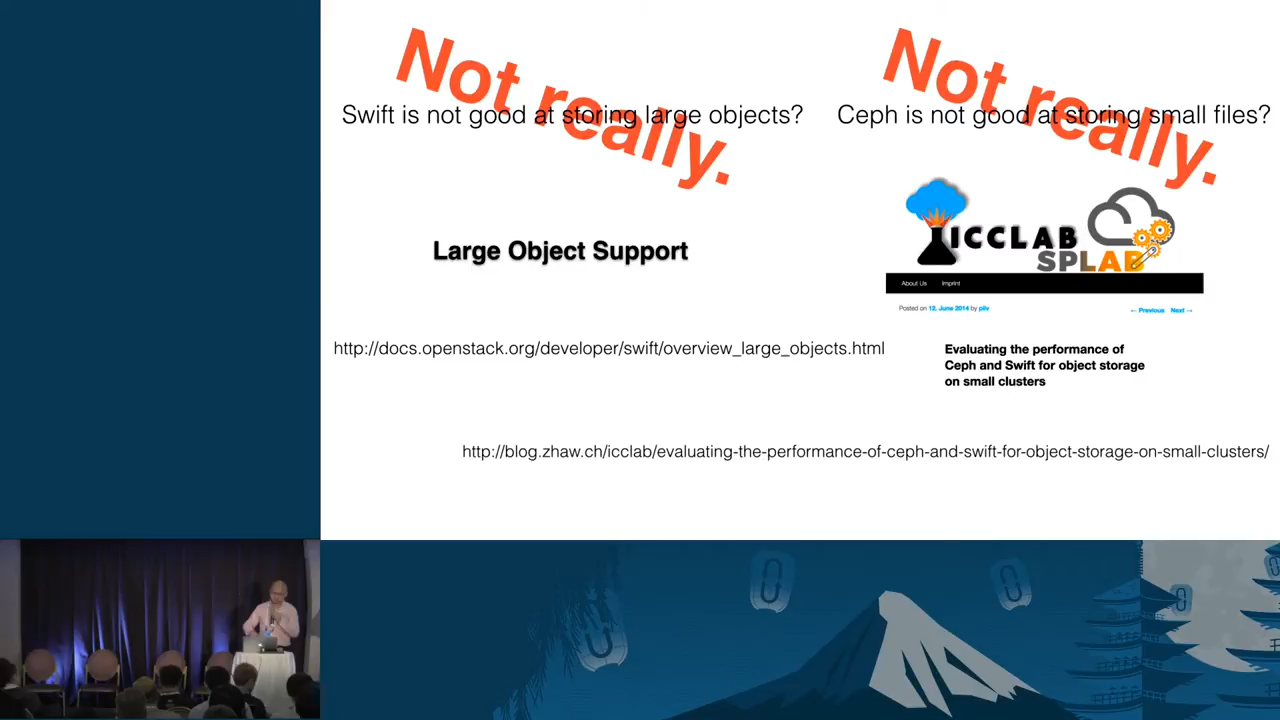 Not really.
Swift is not good at storing large objects?
Large Object Support
http://docs.openstack.org/developer/swift/overview_large_objects.html
Not really.
Ceph is not good at storing small files?
ICCLAB
SPLAB
About Us Imprint
Posted on 12. June 2014 by piiv
← Previous Next →
Evaluating the performance of
Ceph and Swift for object storage
on small clusters
http://blog.zhaw.ch/icclab/evaluating-the-performance-of-ceph-and-swift-for-object-storage-on-small-clusters/